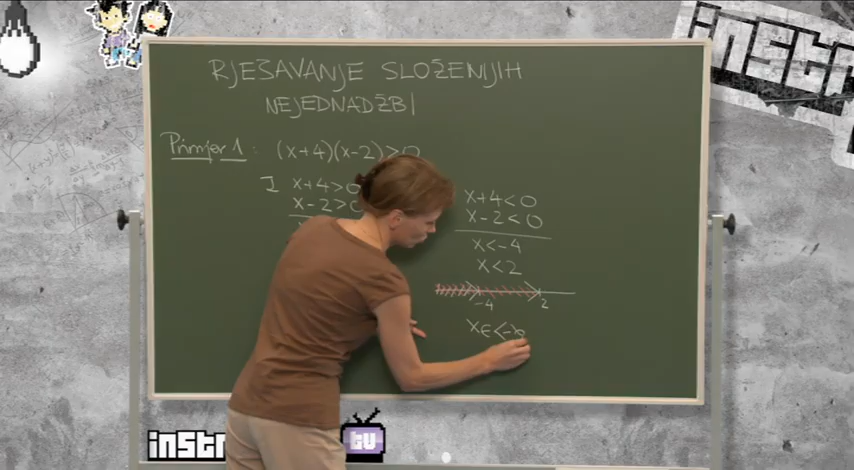 RJEŠAVANJE SLOŽENIJIH
NEJEDNADŽBI
Primjer 1: (x+4)(x-2)>0
I x+4>0
x-2>0
x+4<0
x-2<0
x<-4
x<2
-4 2
x∈<-∞
instr
tv